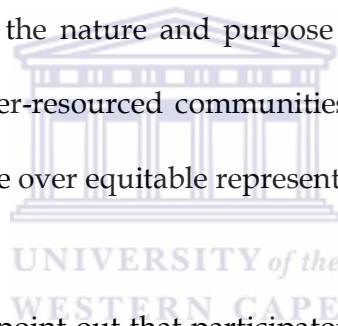 the nature and purpose
er-resourced communities
e over equitable represent
UNIVERSITY of the
WESTERN CAPE
point out that participator